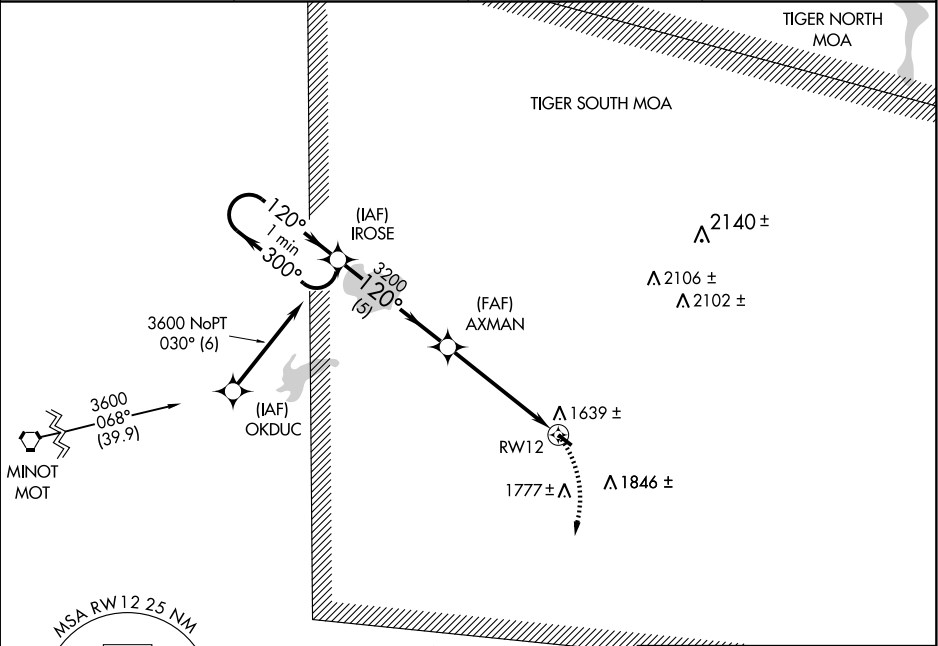 TIGER NORTH
MOA
TIGER SOUTH MOA
120°
1 min
300°
(IAF)
IROSE
3200
120°
(5)
2140 ±
2106 ±
2102 ±
(FAF)
AXMAN
3600 NoPT
030° (6)
(IAF)
OKDUC
3600
068°
(39.9)
MINOT
MOT
1639 ±
RW12
1777 ±
1846 ±
MSA RW12 25 NM